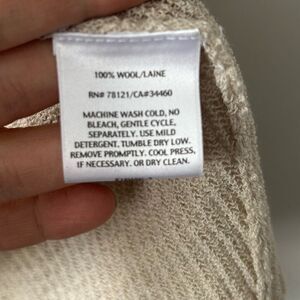 100% WOOL/LAINE
RN# 78121/CA#34460
MACHINE WASH COLD, NO
BLEACH, GENTLE CYCLE,
SEPARATELY. USE MILD
DETERGENT, TUMBLE DRY LOW.
REMOVE PROMPTLY. COOL PRESS,
IF NECESSARY. OR DRY CLEAN.